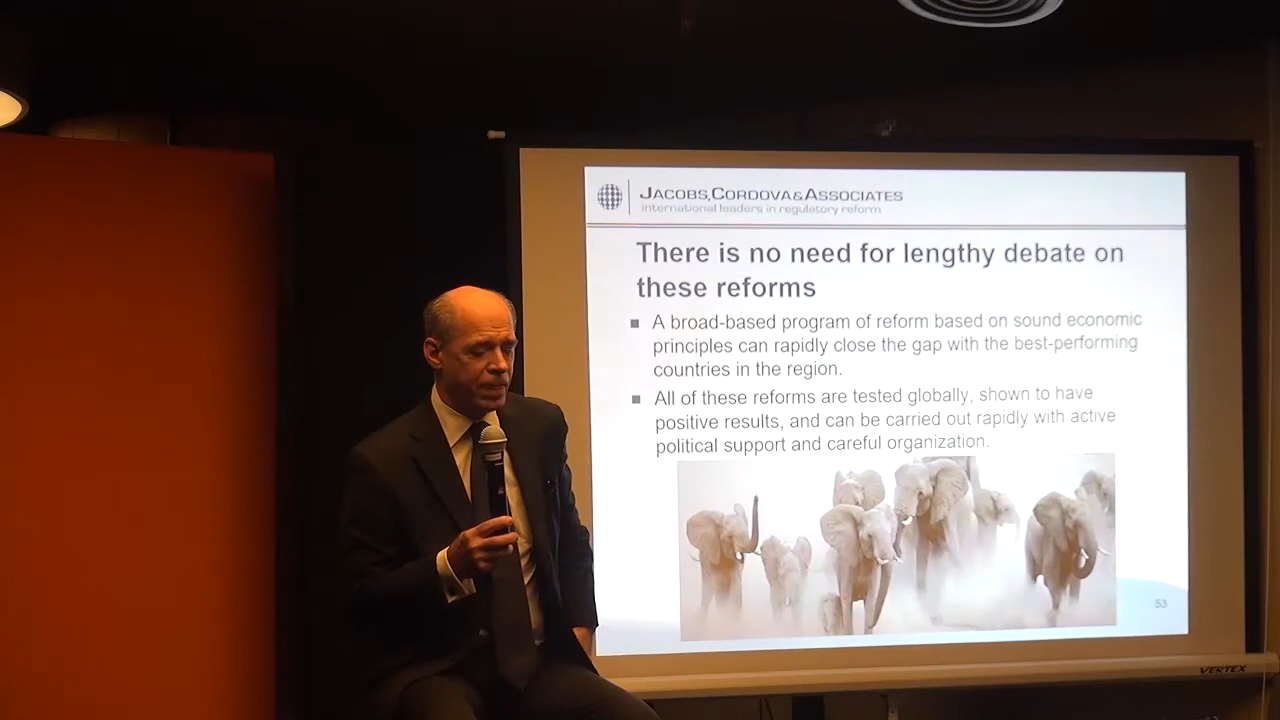 JACOBS, CORDOVA & ASSOCIATES
international leaders in regulatory reform
There is no need for lengthy debate on
these reforms
A broad-based program of reform based on sound economic
principles can rapidly close the gap with the best-performing
countries in the region.
All of these reforms are tested globally, shown to have
positive results, and can be carried out rapidly with active
political support and careful organization.
53
VERTEX